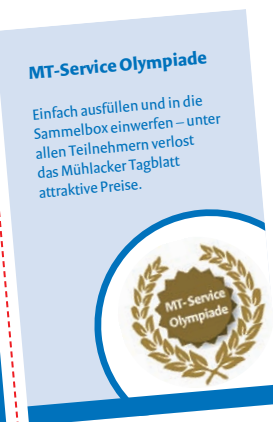 MT-Service Olympiade
Einfach ausfüllen und in die
Sammelbox einwerfen – unter
allen Teilnehmern verlost
das Mühlacker Tagblatt
attraktive Preise.
MT-Service
Olympiade